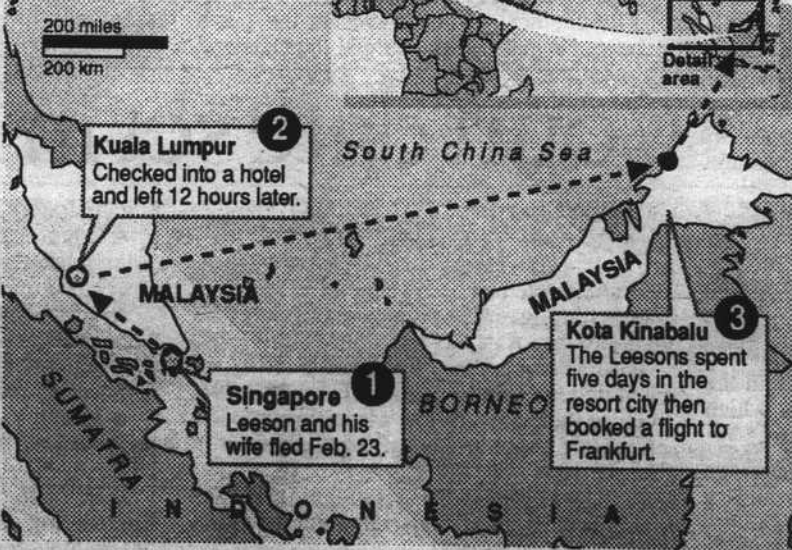 200 miles
200 km
Detail
area
2
Kuala Lumpur
Checked into a hotel
and left 12 hours later.
South China Sea
MALAYSIA
MALAYSIA
1
Singapore
Leeson and his
wife fled Feb. 23.
3
Kota Kinabalu
The Leesons spent
five days in the
resort city then
booked a flight to
Frankfurt.
BORNEO
SUMATRA
INDONESIA